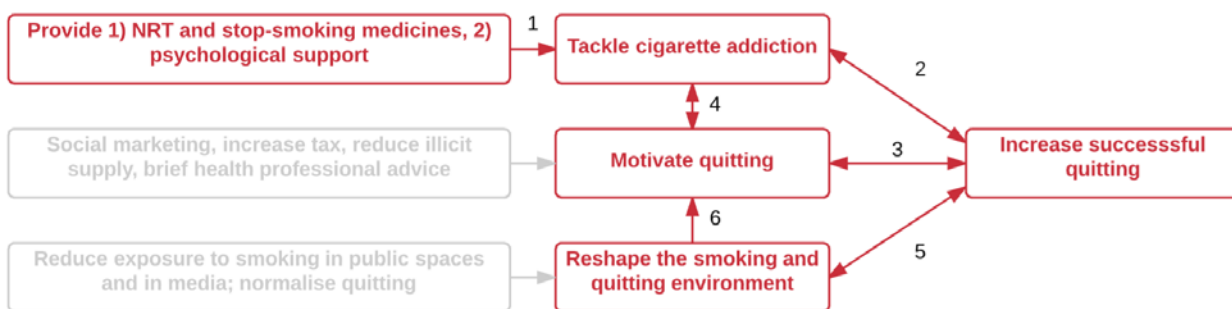 Provide 1) NRT and stop-smoking medicines, 2)
psychological support
1
Tackle cigarette addiction
2
4
Social marketing, increase tax, reduce illicit
supply, brief health professional advice
Motivate quitting
3
Increase successsful
quitting
6
Reduce exposure to smoking in public spaces
and in media; normalise quitting
Reshape the smoking and
quitting environment
5